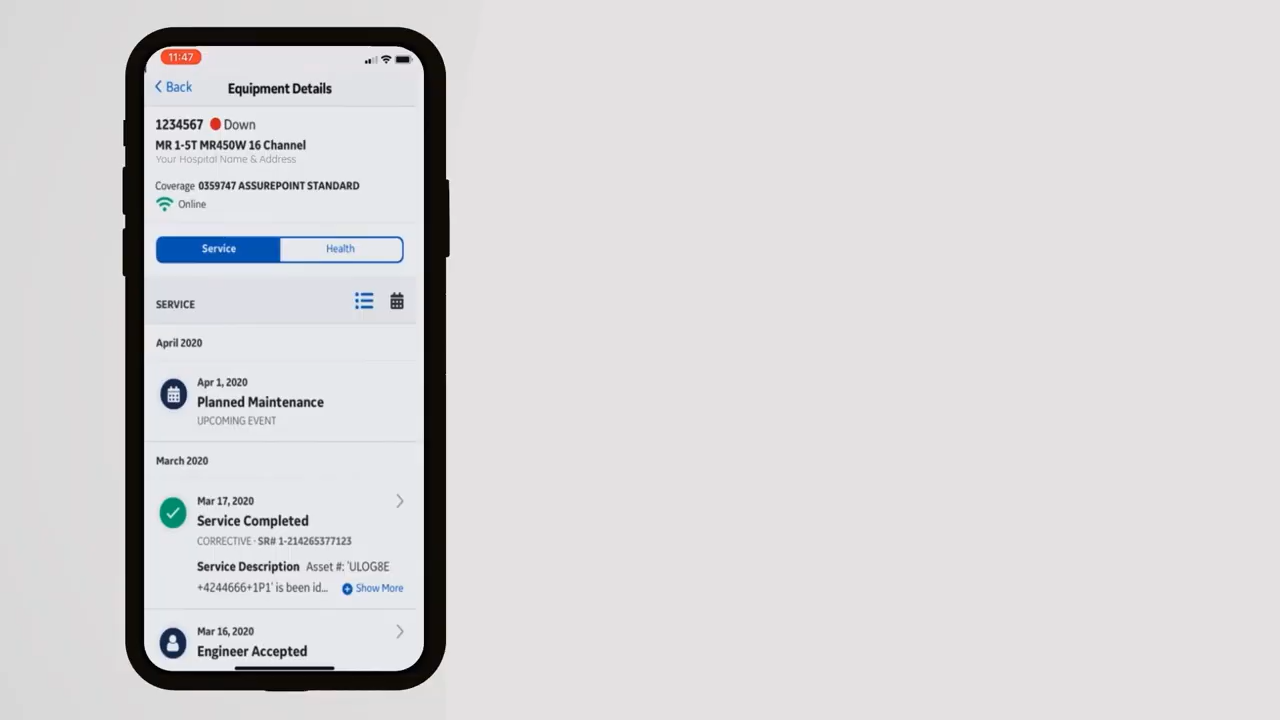 11:47
Back
Equipment Details
1234567 Down
MR 1-5T MR450W 16 Channel
Your Hospital Name & Address
Coverage 0359747 ASSUREPOINT STANDARD
Online
Service
Health
SERVICE
April 2020
Apr 1, 2020
Planned Maintenance
UPCOMING EVENT
March 2020
Mar 17, 2020
Service Completed
CORRECTIVE · SR# 1-214265377123
Service Description Asset #: 'ULOG8E
+4244666+1P1' is been id... Show More
Mar 16, 2020
Engineer Accepted